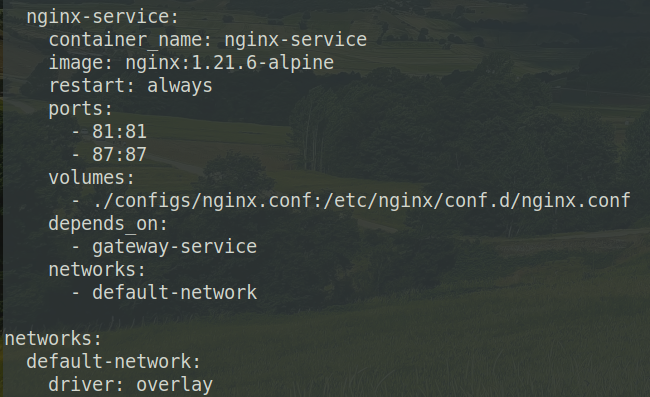 nginx-service:
container_name: nginx-service
image: nginx:1.21.6-alpine
restart: always
ports:
- 81:81
- 87:87
volumes:
- ./configs/nginx.conf:/etc/nginx/conf.d/nginx.conf
depends_on:
- gateway-service
networks:
- default-network
networks:
default-network:
driver: overlay